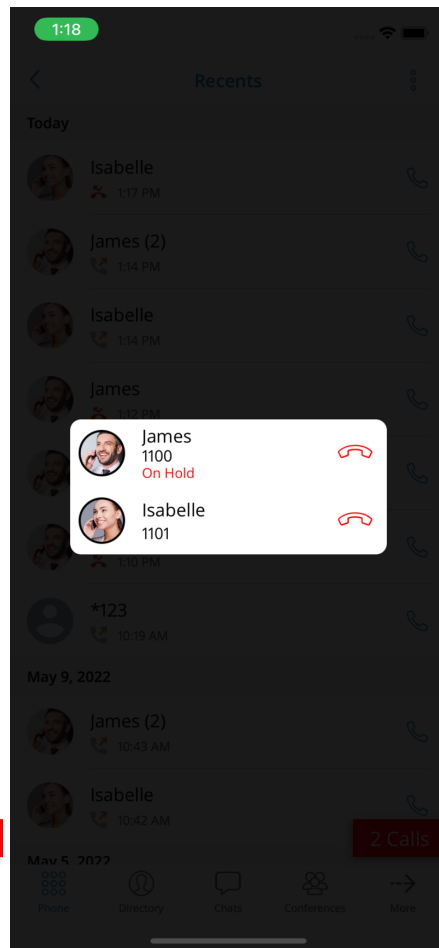 1:18
Recents
Today
Isabelle
1:17 PM
James (2)
1:14 PM
Isabelle
1:14 PM
James
1:12 PM
James
1100
On Hold
Isabelle
1101
1:10 PM
*123
10:19 AM
May 9, 2022
James (2)
10:43 AM
Isabelle
10:42 AM
2 Calls
May 5, 2022
Phone
Directory
Chats
Conferences
More